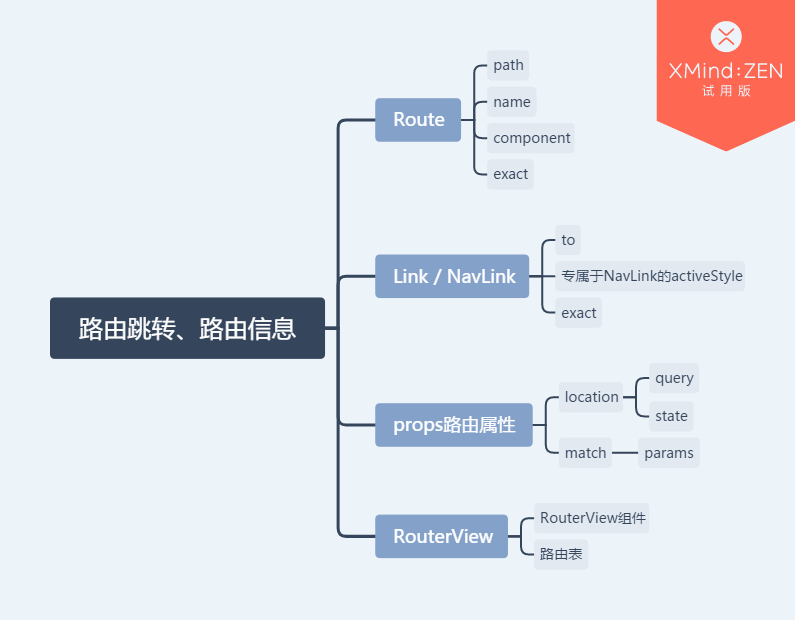 XMind:ZEN
试用版
路由跳转、路由信息
Route
path
name
component
exact
Link / NavLink
to
专属于NavLink的activeStyle
exact
props路由属性
location
query
state
match
params
RouterView
RouterView组件
路由表